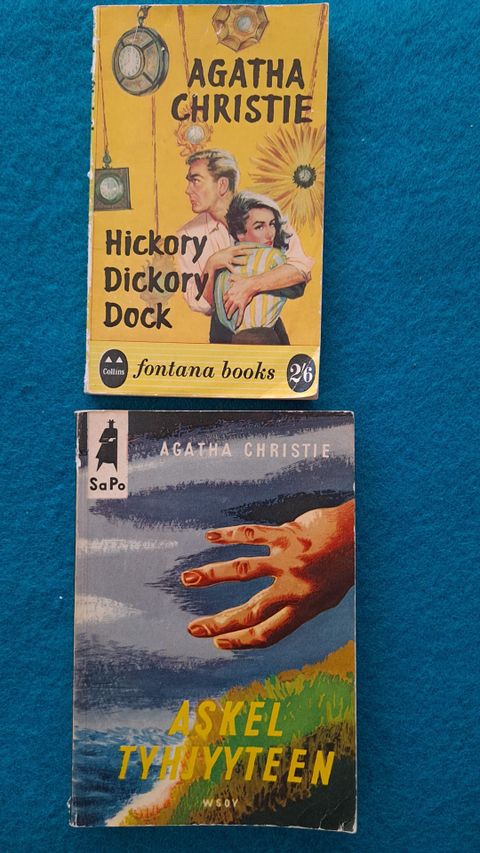 AGATHA
CHRISTIE
Hickory
Dickory
Dock
Collins
fontana books
2/6
AGATHA CHRISTIE
SaPo
ASKEL
TYHJYYTEEN
WSOY